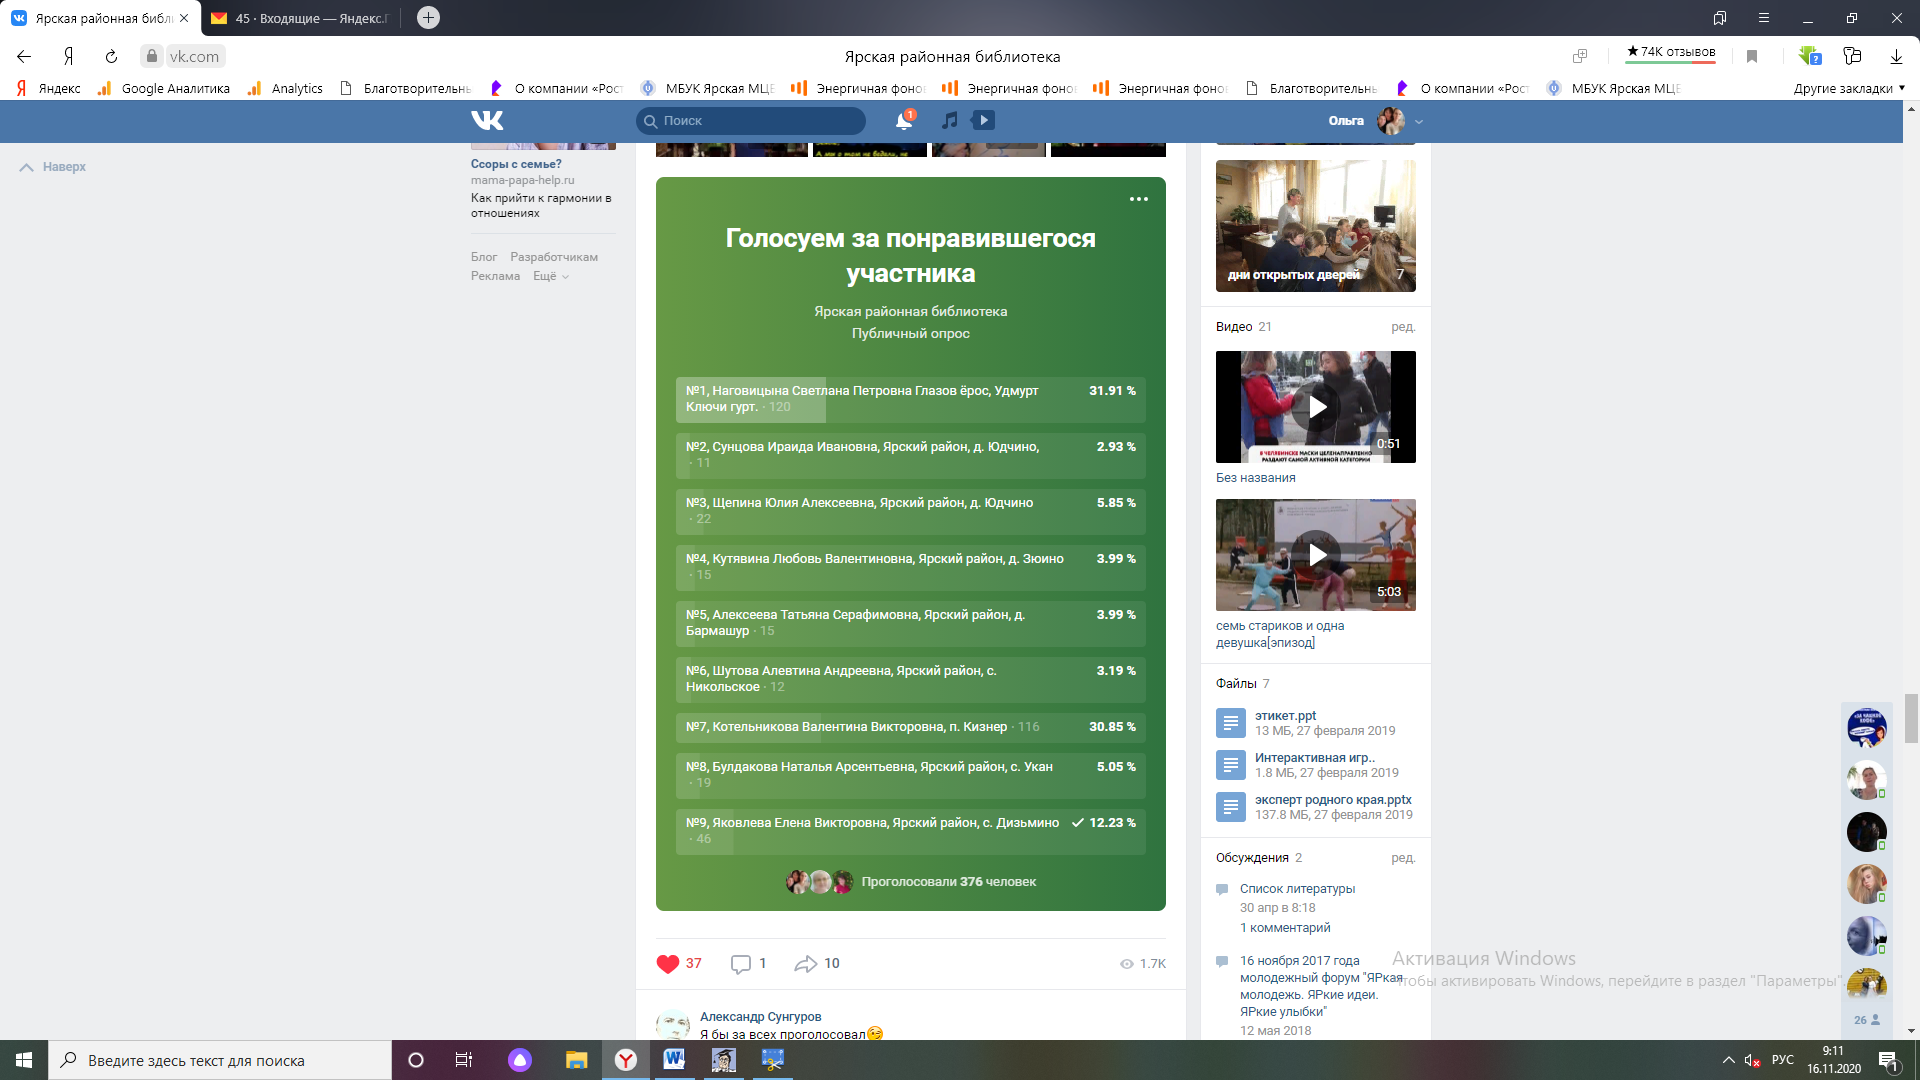 Ярская районная библ
45 · Входящие — Яндекс.
vk.com
Ярская районная библиотека
★ 74К отзывов
Яндекс
Google Аналитика
Analytics
Благотворительнь
О компании «Рост
МБУК Ярская МЦБ
Энергичная фоно
Энергичная фоно
Энергичная фоно
Благотворительнь
О компании «Рост
МБУК Ярская МЦБ
Другие закладки
Поиск
1
Ольга
Наверх
Ссоры с семье?
mama-papa-help.ru
Как прийти к гармонии в
отношениях
Блог Разработчикам
Реклама Ещё
Голосуем за понравившегося
участника
Ярская районная библиотека
Публичный опрос
№1, Наговицына Светлана Петровна Глазов ёрос, Удмурт
Ключи гурт. · 120
31.91 %
№2, Сунцова Ираида Ивановна, Ярский район, д. Юдчино,
· 11
2.93 %
№3, Щепина Юлия Алексеевна, Ярский район, д. Юдчино
· 22
5.85 %
№4, Кутявина Любовь Валентиновна, Ярский район, д. Зюино
· 15
3.99 %
№5, Алексеева Татьяна Серафимовна, Ярский район, д.
Бармашур · 15
3.99 %
№6, Шутова Алевтина Андреевна, Ярский район, с.
Никольское · 12
3.19 %
№7, Котельникова Валентина Викторовна, п. Кизнер · 116
30.85 %
№8, Булдакова Наталья Арсентьевна, Ярский район, с. Укан
· 19
5.05 %
№9, Яковлева Елена Викторовна, Ярский район, с. Дизьмино
· 46
12.23 %
Проголосовали 376 человек
37
1
10
1.7K
Александр Сунгуров
Я бы за всех проголосовал
дни открытых дверей 7
Видео 21 ред.
В ЧЕЛЯБИНСКЕ МАСКИ ЦЕЛЕНАПРАВЛЕННО
РАЗДАЮТ САМОЙ АКТИВНОЙ КАТЕГОРИИ
0:51
Без названия
5:03
семь стариков и одна
девушка[эпизод]
Файлы 7
этикет.ppt
13 МБ, 27 февраля 2019
Интерактивная игр..
1.8 МБ, 27 февраля 2019
эксперт родного края.pptx
137.8 МБ, 27 февраля 2019
Обсуждения 2 ред.
Список литературы
30 апр в 8:18
1 комментарий
16 ноября 2017 года
молодежный форум "ЯРкая
молодежь. ЯРкие идеи.
ЯРкие улыбки"
12 мая 2018
Активация Windows
Чтобы активировать Windows, перейдите в раздел "Параметры".
26
Введите здесь текст для поиска
РУС
9:11
16.11.2020
1